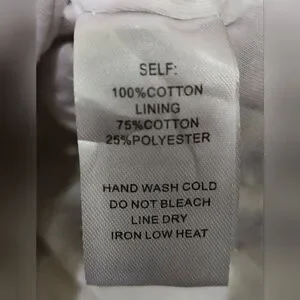 SELF:
100%COTTON
LINING
75%COTTON
25%POLYESTER
HAND WASH COLD
DO NOT BLEACH
LINE DRY
IRON LOW HEAT